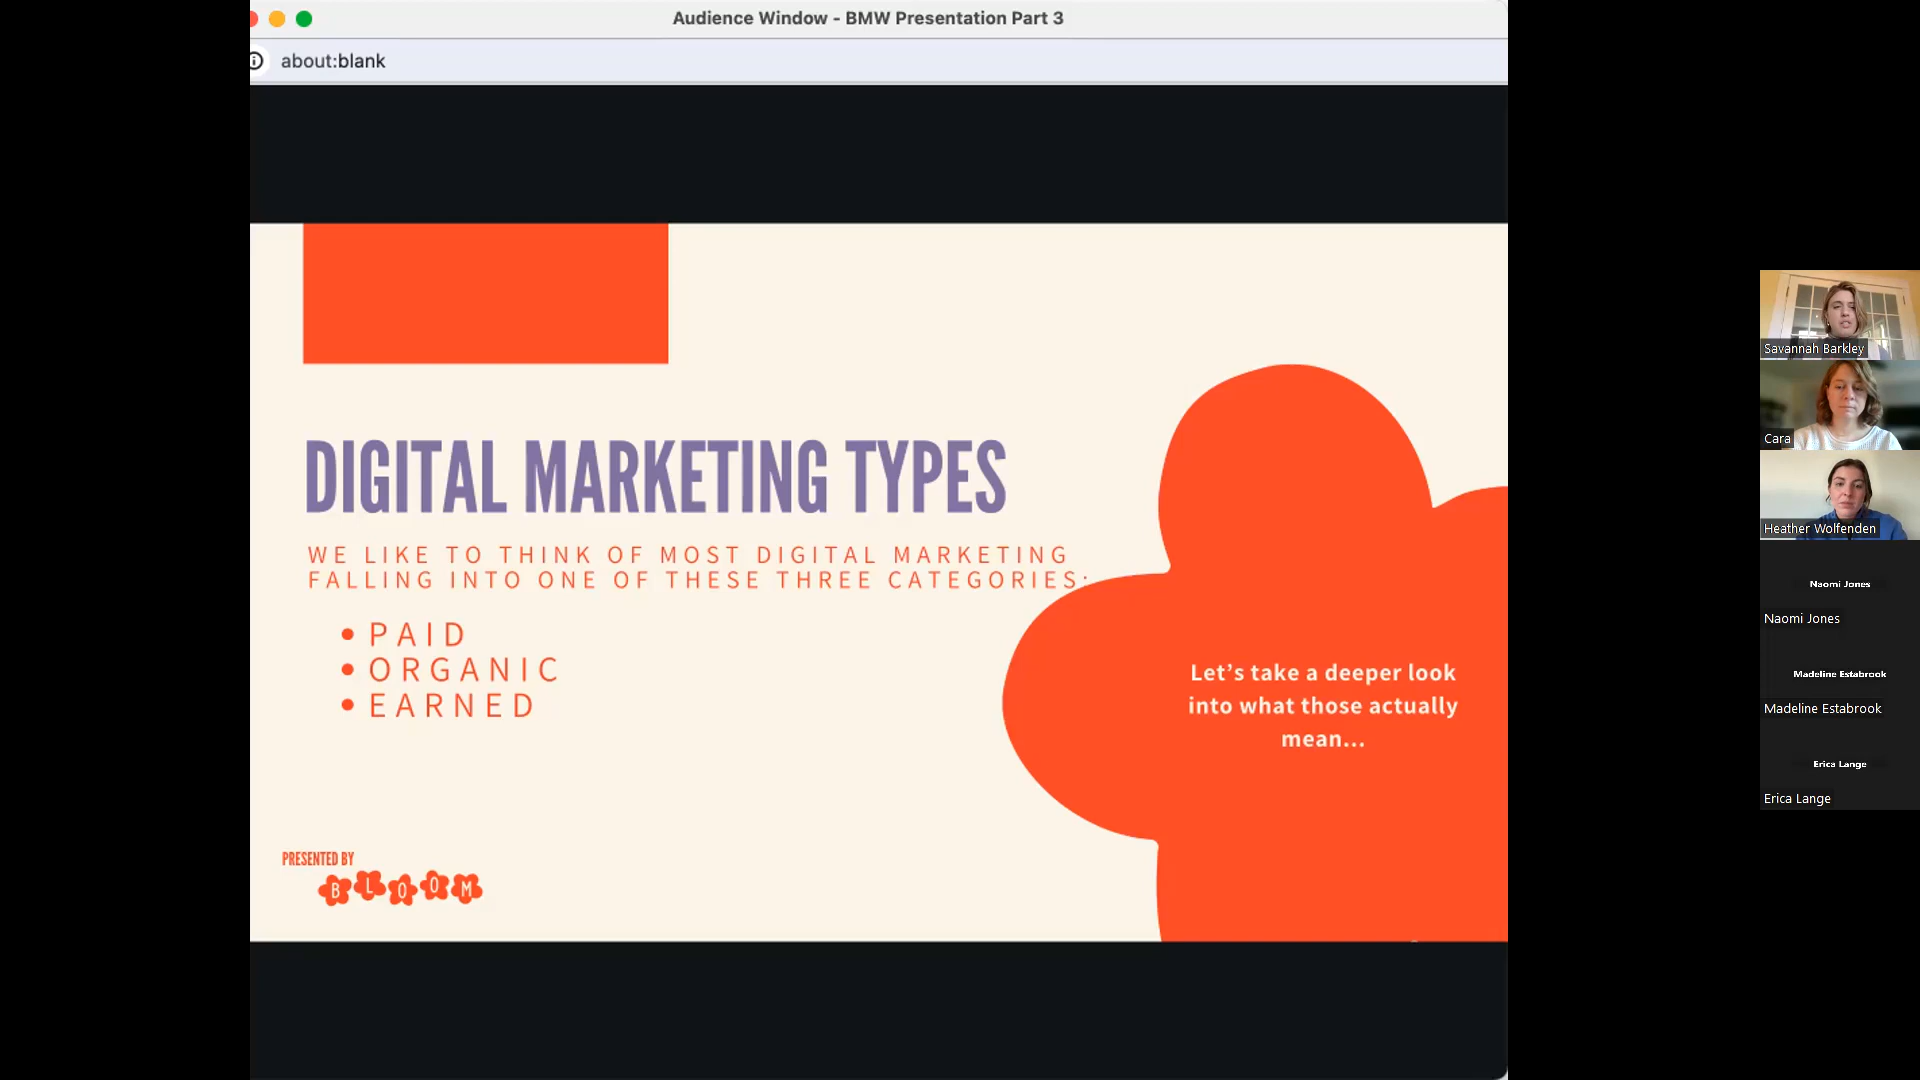 Audience Window - BMW Presentation Part 3
about:blank
DIGITAL MARKETING TYPES
WE LIKE TO THINK OF MOST DIGITAL MARKETING
FALLING INTO ONE OF THESE THREE CATEGORIES:
• PAID
• ORGANIC
• EARNED
Let's take a deeper look
into what those actually
mean...
PRESENTED BY
BLOOM
Savannah Barkley
Cara
Heather Wolfenden
Naomi Jones
Naomi Jones
Madeline Estabrook
Madeline Estabrook
Erica Lange
Erica Lange